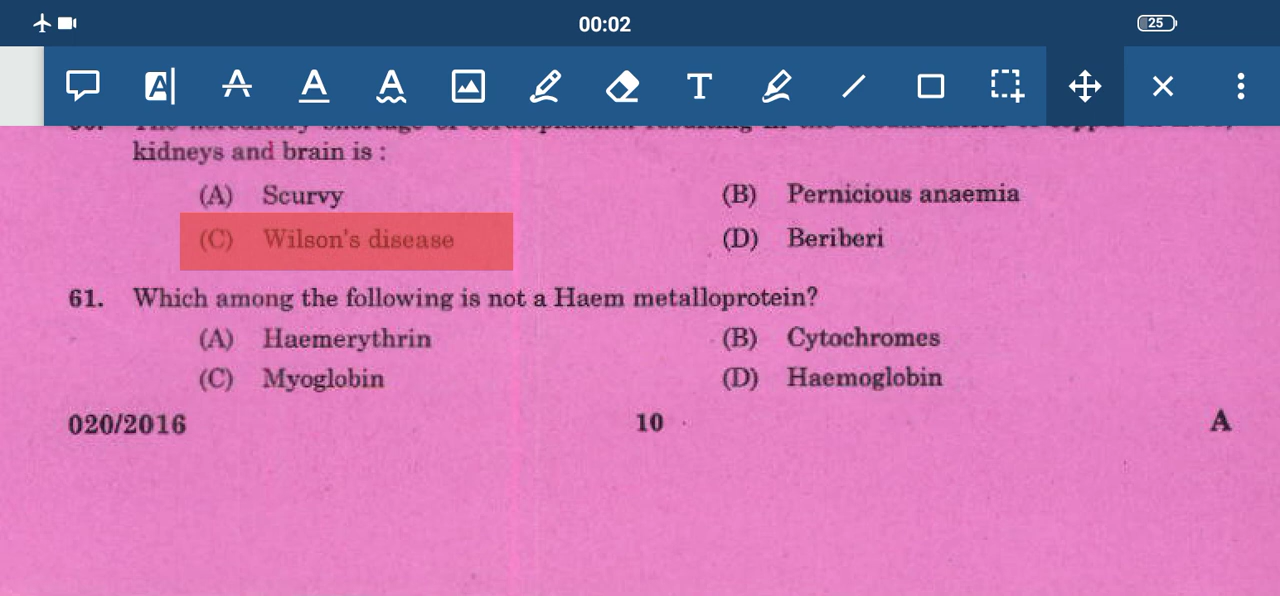 00:02
25
kidneys and brain is :
(A) Scurvy (B) Pernicious anaemia
(C) Wilson's disease (D) Beriberi
61. Which among the following is not a Haem metalloprotein?
(A) Haemerythrin (B) Cytochromes
(C) Myoglobin (D) Haemoglobin
020/2016 10 A